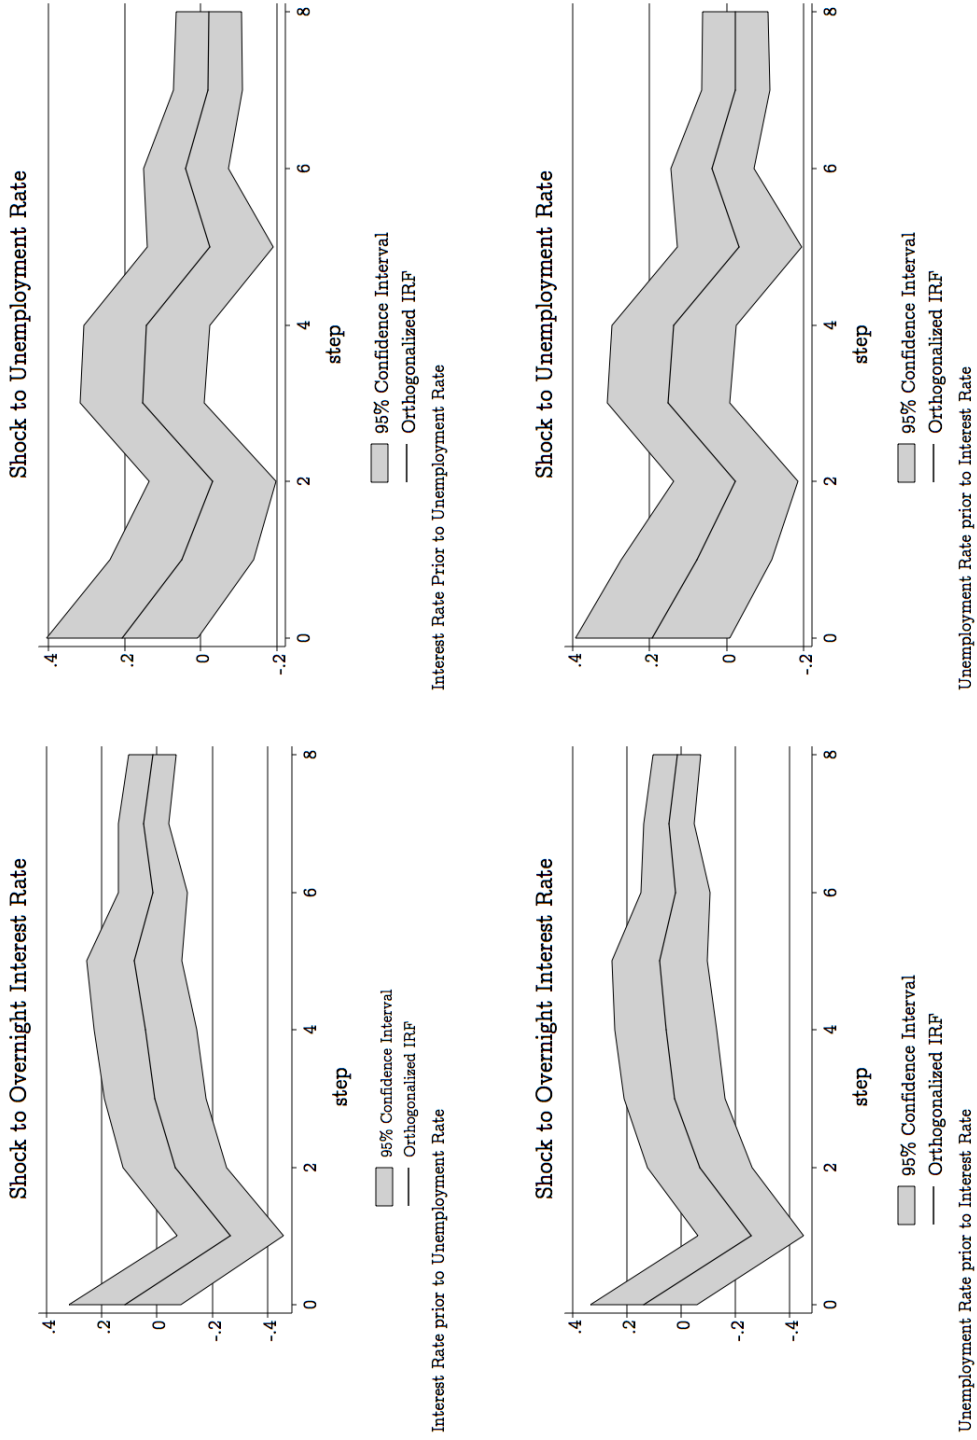 Shock to Overnight Interest Rate
.4
.2
0
-.2
-.4
0 2 4 6 8
step
95% Confidence Interval
Orthogonalized IRF
Interest Rate prior to Unemployment Rate
Shock to Unemployment Rate
.4
.2
0
-.2
0 2 4 6 8
step
95% Confidence Interval
Orthogonalized IRF
Interest Rate Prior to Unemployment Rate
Shock to Overnight Interest Rate
.4
.2
0
-.2
-.4
0 2 4 6 8
step
95% Confidence Interval
Orthogonalized IRF
Unemployment Rate prior to Interest Rate
Shock to Unemployment Rate
.4
.2
0
-.2
0 2 4 6 8
step
95% Confidence Interval
Orthogonalized IRF
Unemployment Rate prior to Interest Rate